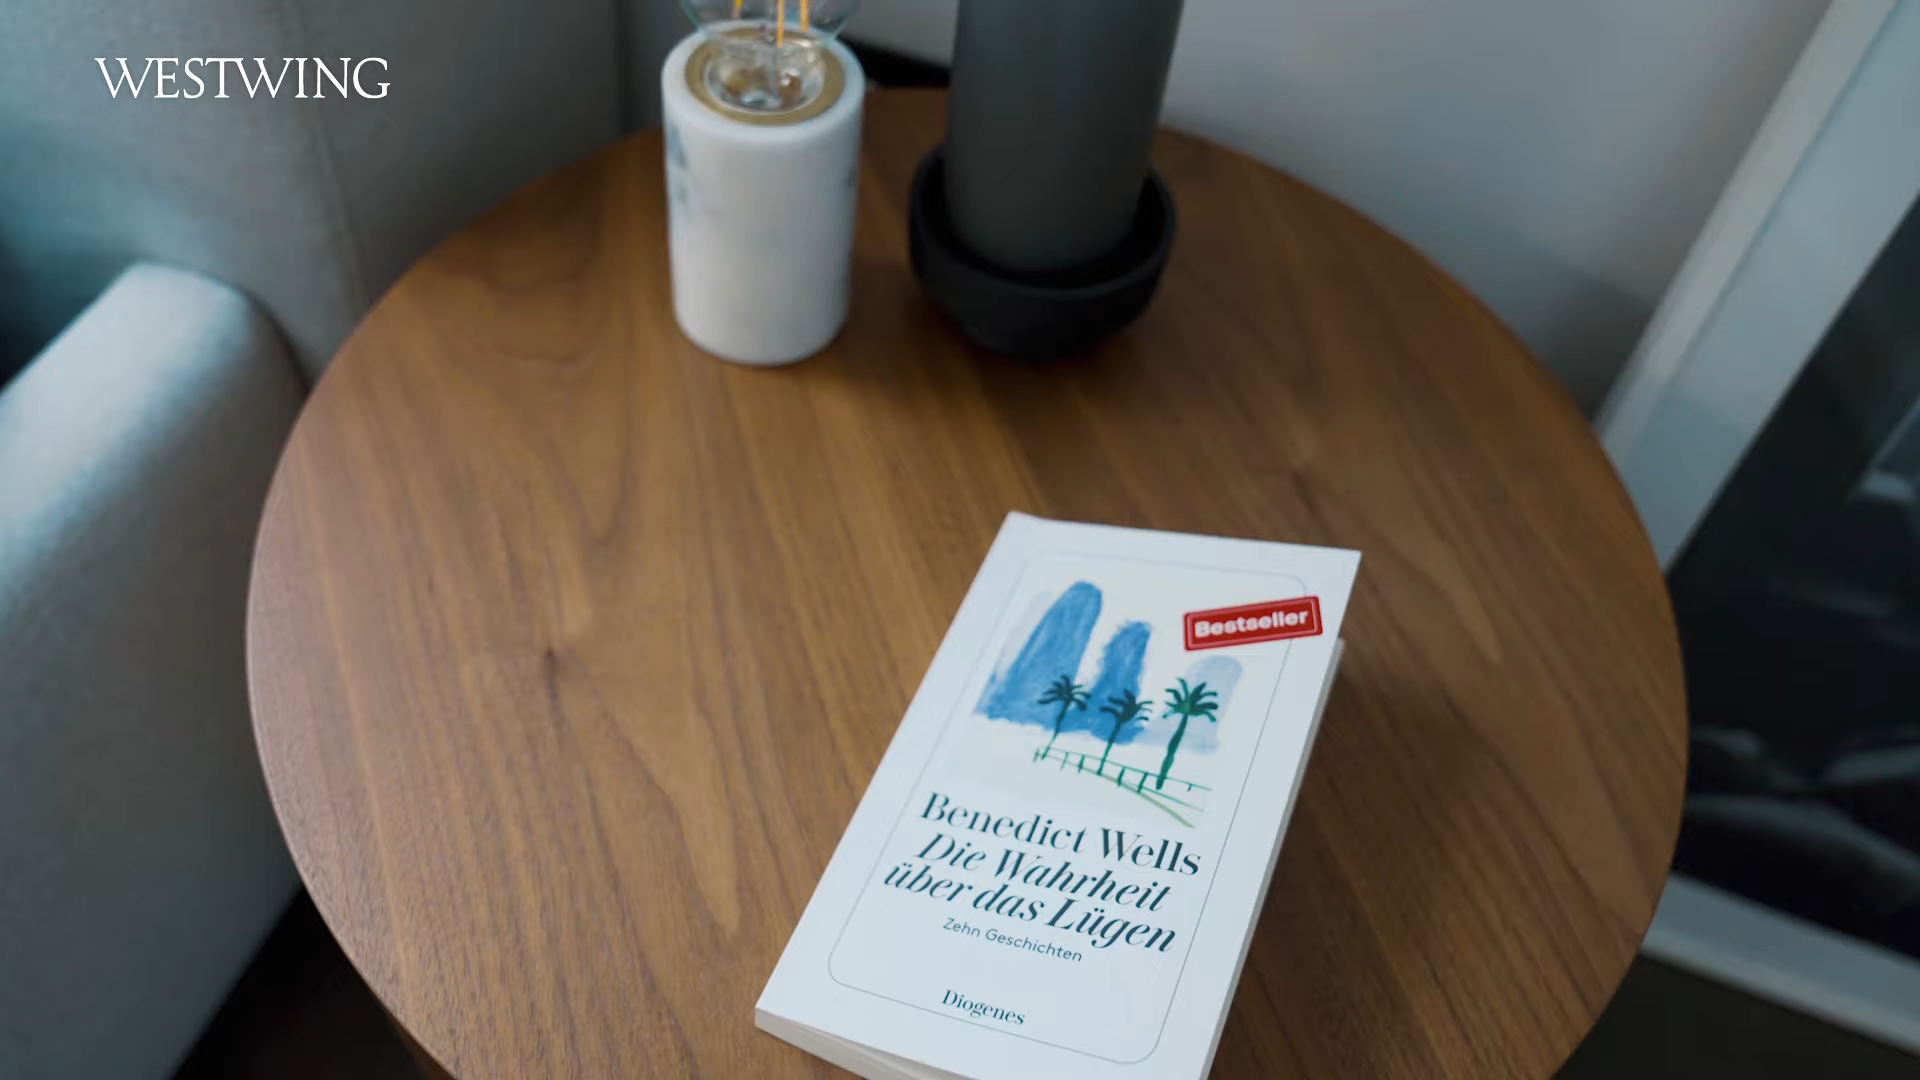 WESTWING
Bestseller
Benedict Wells
Die Wahrheit
über das Lügen
Zehn Geschichten
Diogenes